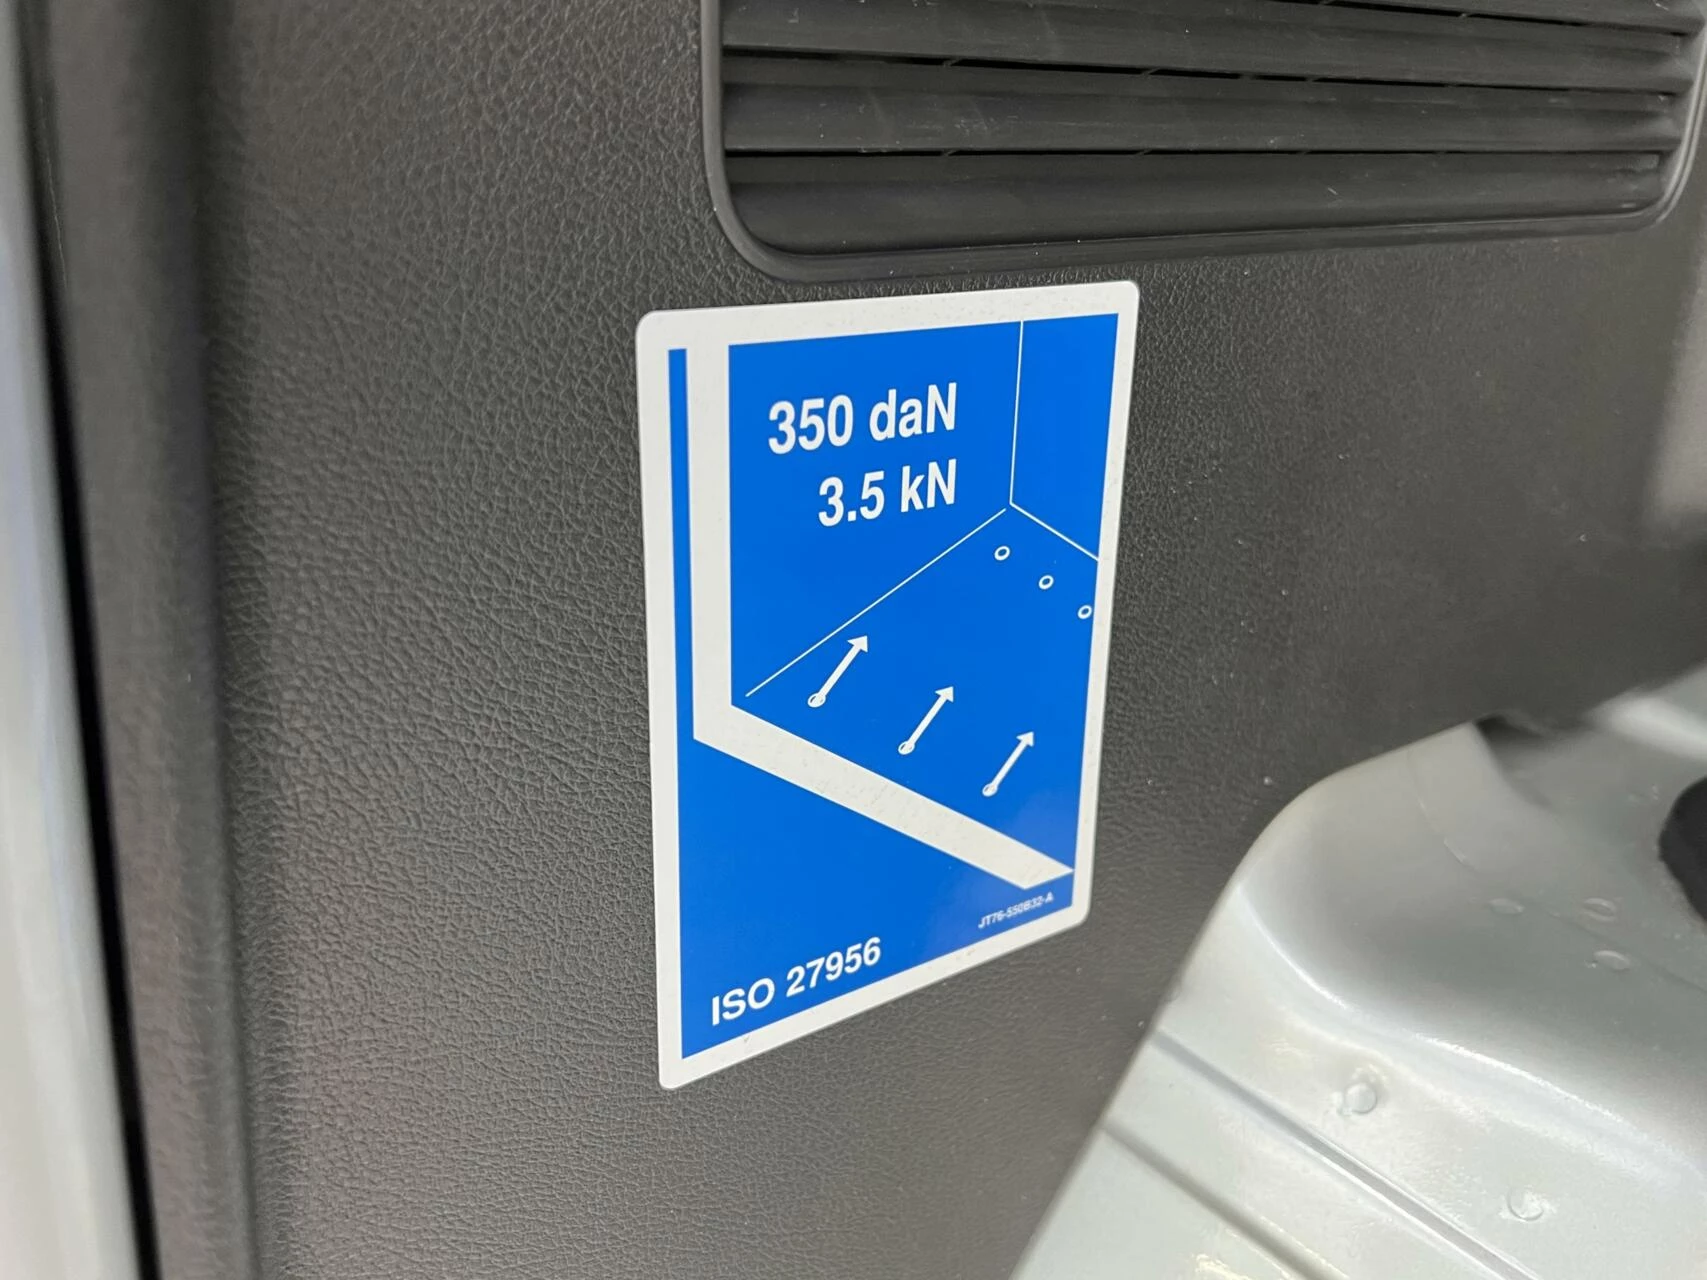 350 daN
3.5 kN
JT76-550B32-A
ISO 27956